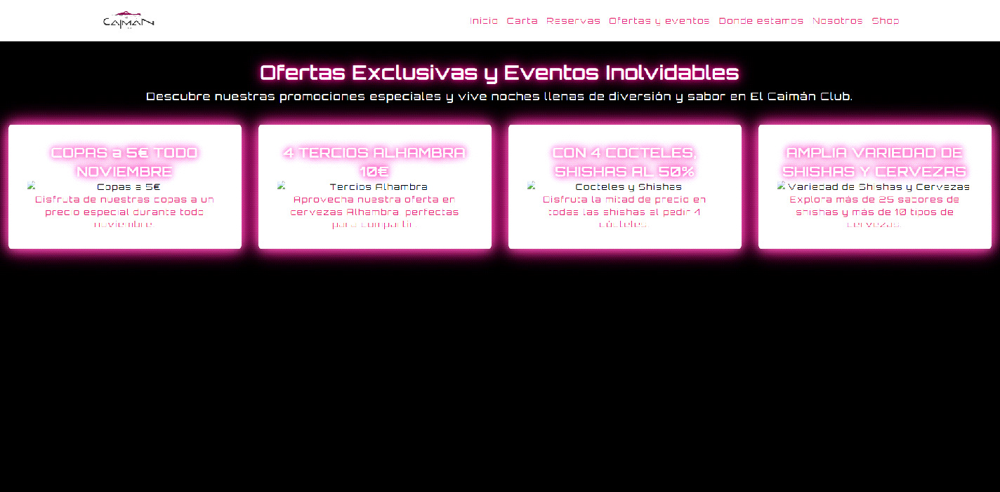 CAIMAN
Inicio Carta Reservas Ofertas y eventos Donde estamos Nosotros Shop
Ofertas Exclusivas y Eventos Inolvidables
Descubre nuestras promociones especiales y vive noches llenas de diversión y sabor en El Caimán Club.
COPAS a 5€ TODO
NOVIEMBRE
Copas a 5€
Disfruta de nuestras copas a un
precio especial durante todo
noviembre.
4 TERCIOS ALHAMBRA
10€
Tercios Alhambra
Aprovecha nuestra oferta en
cervezas Alhambra, perfectas
para compartir.
CON 4 COCTELES,
SHISHAS AL 50%
Cocteles y Shishas
Disfruta la mitad de precio en
todas las shishas al pedir 4
cócteles.
AMPLIA VARIEDAD DE
SHISHAS Y CERVEZAS
Variedad de Shishas y Cervezas
Explora más de 25 sabores de
shishas y más de 10 tipos de
cervezas.